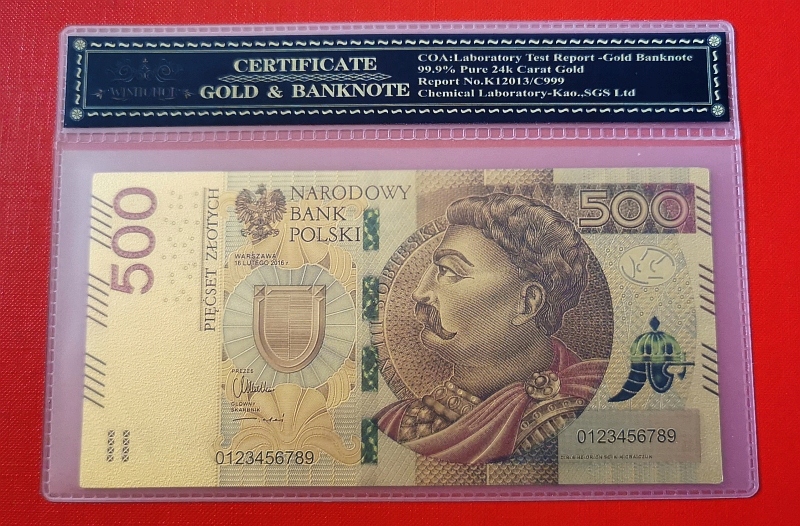 CERTIFICATE
GOLD & BANKNOTE
COA:Laboratory Test Report -Gold Banknote
99,9% Pure 24k Carat Gold
Report No.K12013/C999
Chemical Laboratory-Kao.,SGS Ltd
500
PIĘĆSET ZŁOTYCH
NARODOWY
BANK
POLSKI
WARSZAWA
16 LUTEGO 2016 r.
PREZES
GŁÓWNY
SKARBNIK
0123456789
JAN III SOBIESKI
500
0123456789